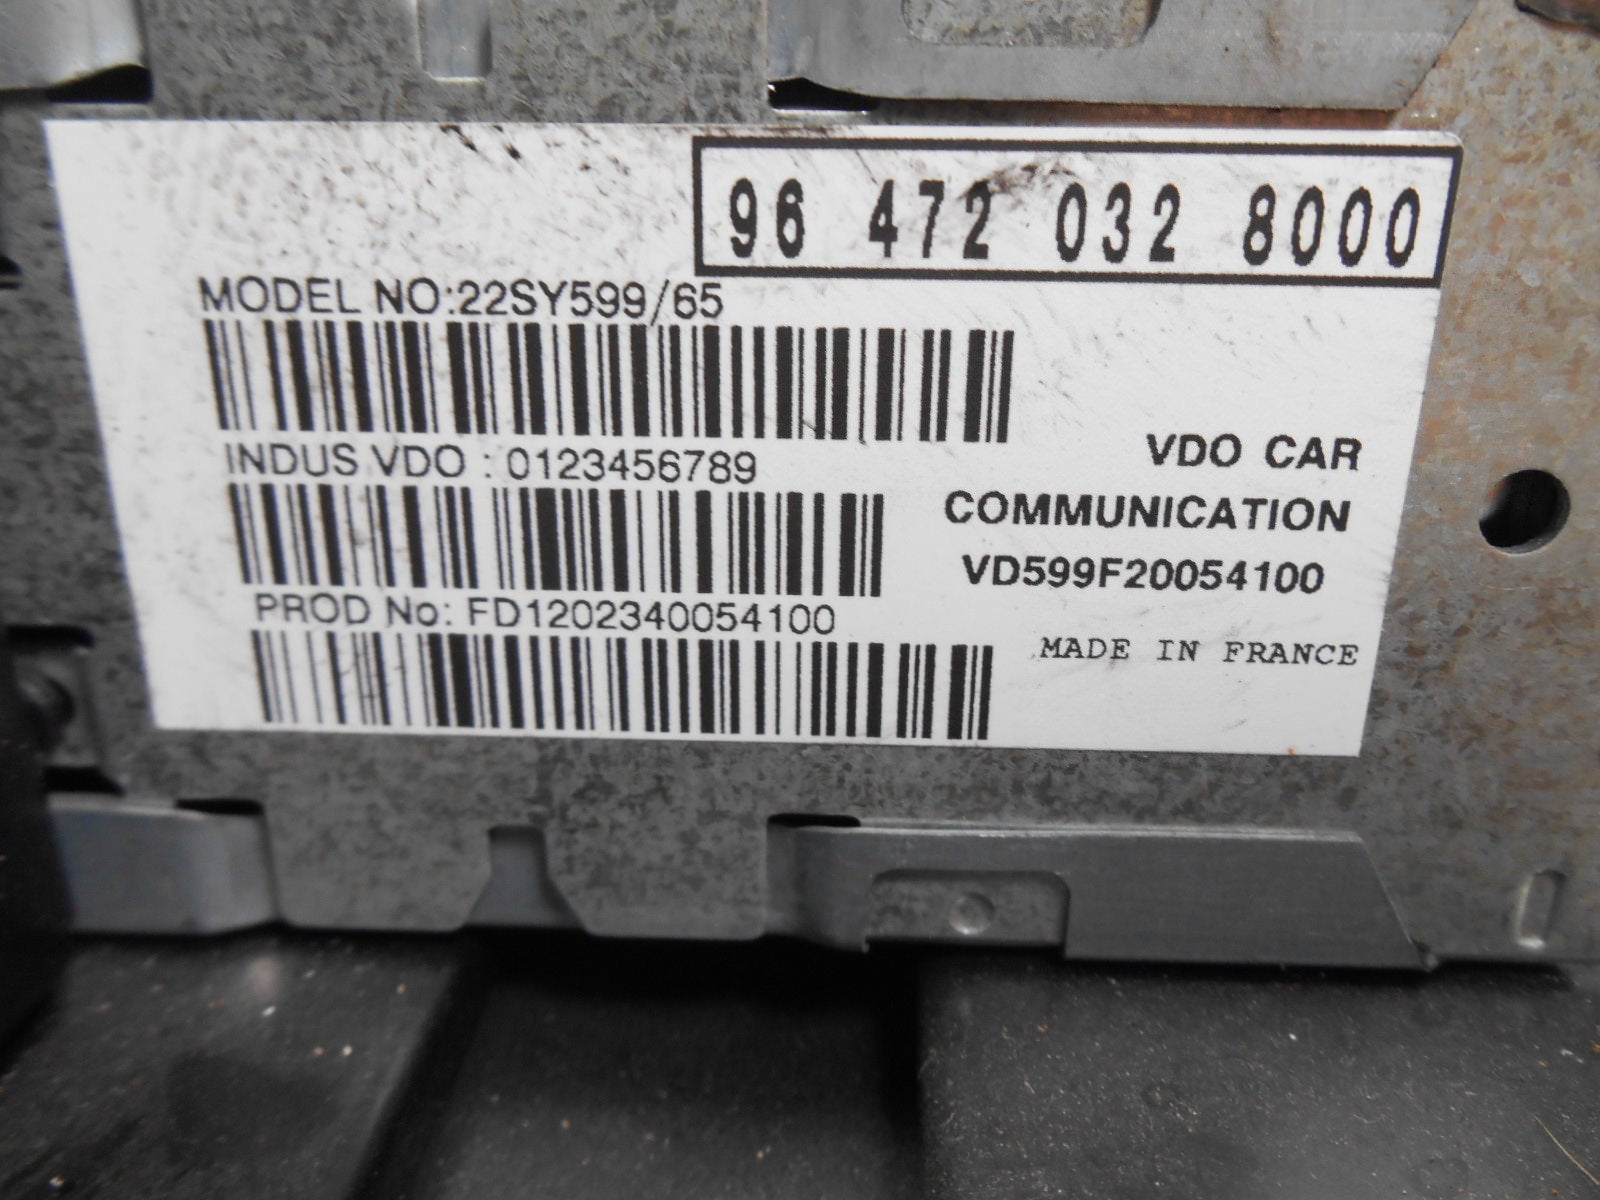 96 472 032 8000
MODEL NO:22SY599/65
INDUS VDO : 0123456789
VDO CAR
COMMUNICATION
VD599F20054100
PROD No: FD1202340054100
MADE IN FRANCE